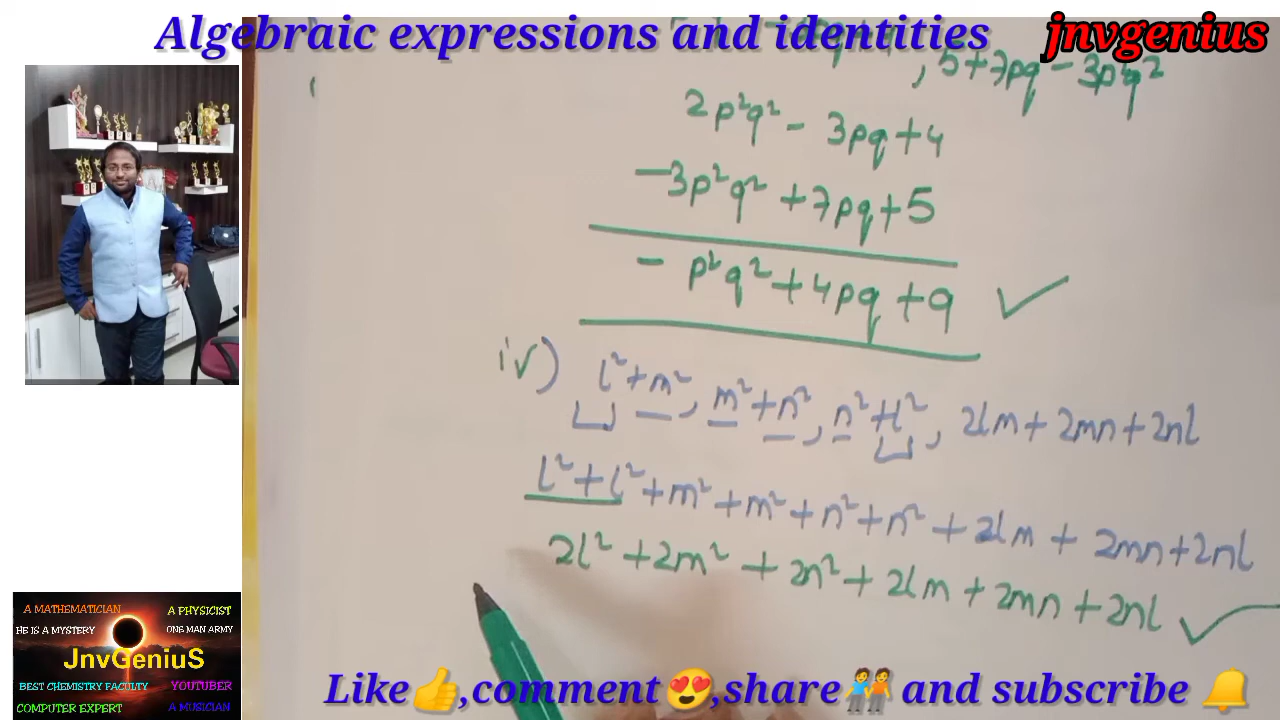 Algebraic expressions and identities
jnvgenius
, 5+7pq-3p²q²
2p²q² - 3pq+4
-3p²q² +7pq+5
- p²q² +4pq +9
iv) l²+m², m²+n², n²+l², 2lm+2mn+2nl
l²+l²+m²+m²+n²+n²+2lm+2mn+2nl
2l²+2m²+2n²+2lm+2mn+2nl
A MATHEMATICIAN
A PHYSICIST
HE IS A MYSTERY
ONE MAN ARMY
JnvGeniuS
BEST CHEMISTRY FACULTY
YOUTUBER
COMPUTER EXPERT
A MUSICIAN
Like👍,comment😍,share👬 and subscribe 🔔